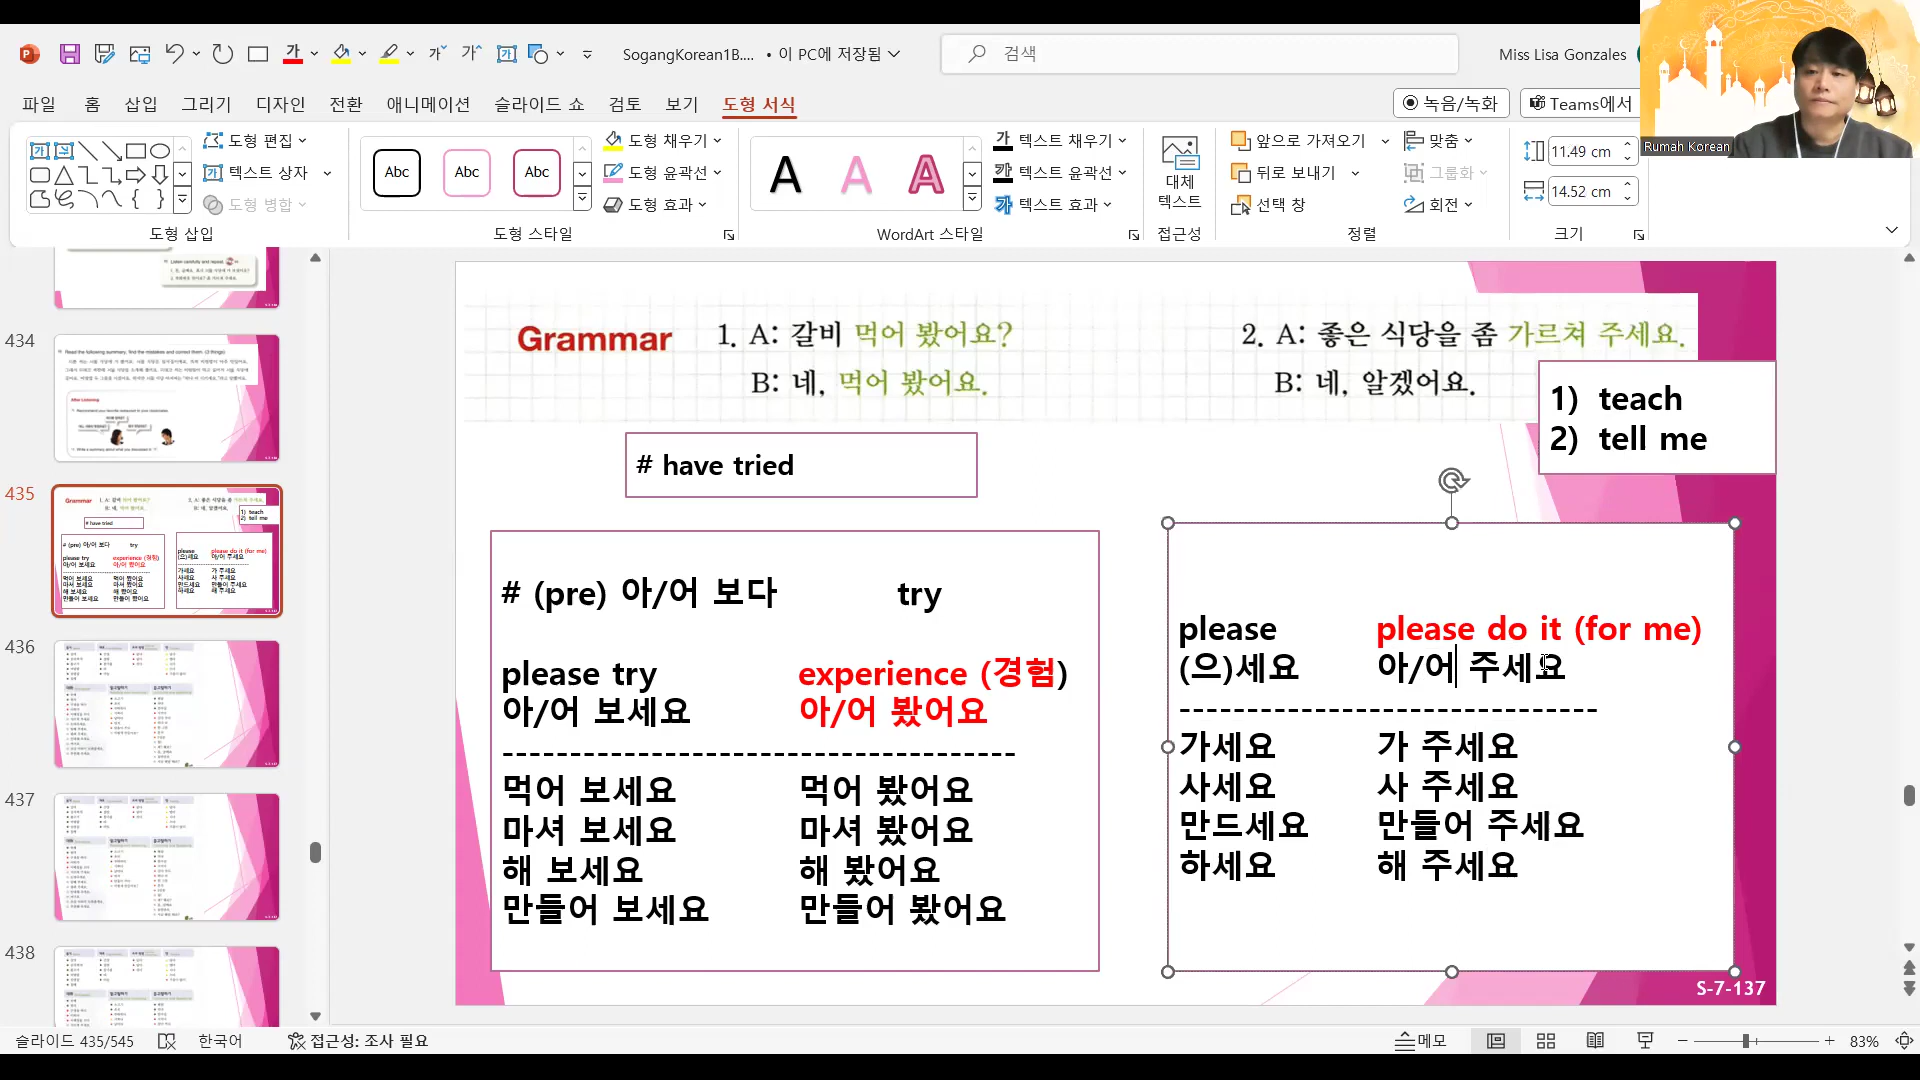 SogangKorean1B.... • 이 PC에 저장됨
검색
Miss Lisa Gonzales
파일 홈 삽입 그리기 디자인 전환 애니메이션 슬라이드 쇼 검토 보기 도형 서식
녹음/녹화 Teams에서
Rumah Korean
도형 편집
텍스트 상자
도형 병합
도형 삽입
Abc Abc Abc
도형 채우기
도형 윤곽선
도형 효과
도형 스타일
A A A
텍스트 채우기
텍스트 윤곽선
텍스트 효과
WordArt 스타일
대체
텍스트
접근성
앞으로 가져오기
뒤로 보내기
선택 창
맞춤
그룹화
회전
정렬
11.49 cm
14.52 cm
크기
434
435
436
437
438
Grammar
1. A: 갈비 먹어 봤어요?
B: 네, 먹어 봤어요.
2. A: 좋은 식당을 좀 가르쳐 주세요.
B: 네, 알겠어요.
1) teach
2) tell me
# have tried
# (pre) 아/어 보다 try
please try experience (경험)
아/어 보세요 아/어 봤어요
--------------------------------------
먹어 보세요 먹어 봤어요
마셔 보세요 마셔 봤어요
해 보세요 해 봤어요
만들어 보세요 만들어 봤어요
please please do it (for me)
(으)세요 아/어 주세요
-------------------------------
가세요 가 주세요
사세요 사 주세요
만드세요 만들어 주세요
하세요 해 주세요
S-7-137
슬라이드 435/545 한국어 접근성: 조사 필요
메모
83%